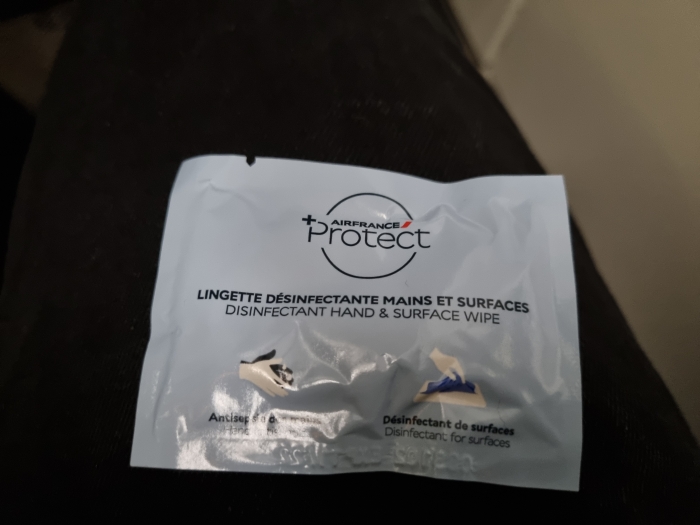 AIRFRANCE
+Protect
LINGETTE DÉSINFECTANTE MAINS ET SURFACES
DISINFECTANT HAND & SURFACE WIPE
Désinfectant de surfaces
Disinfectant for surfaces